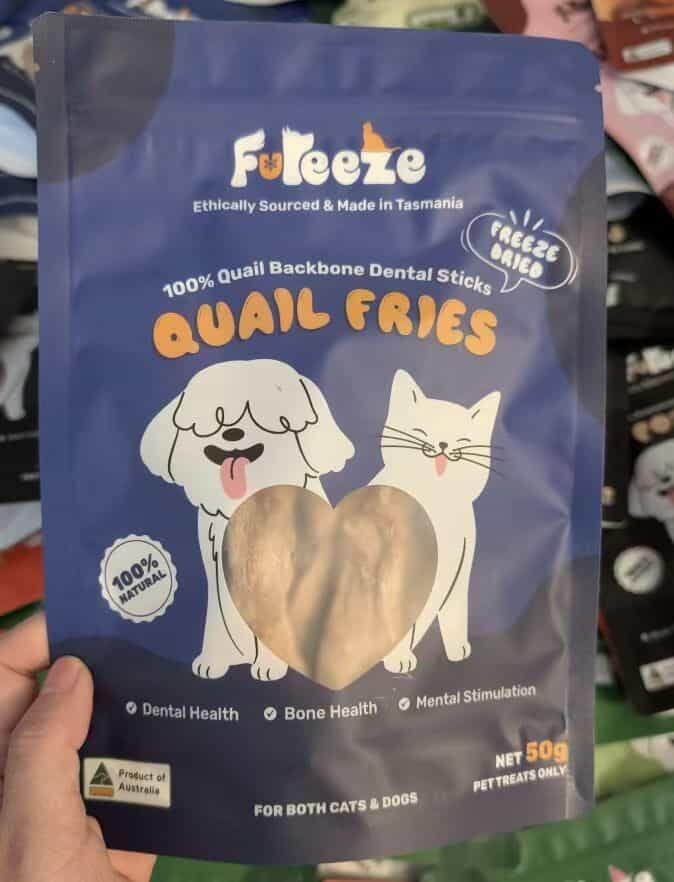 Fureeze
Ethically Sourced & Made in Tasmania
FREEZE
DRIED
100% Quail Backbone Dental Sticks
QUAIL FRIES
100%
NATURAL
Dental Health
Bone Health
Mental Stimulation
Product of
Australia
NET 50g
PET TREATS ONLY
FOR BOTH CATS & DOGS